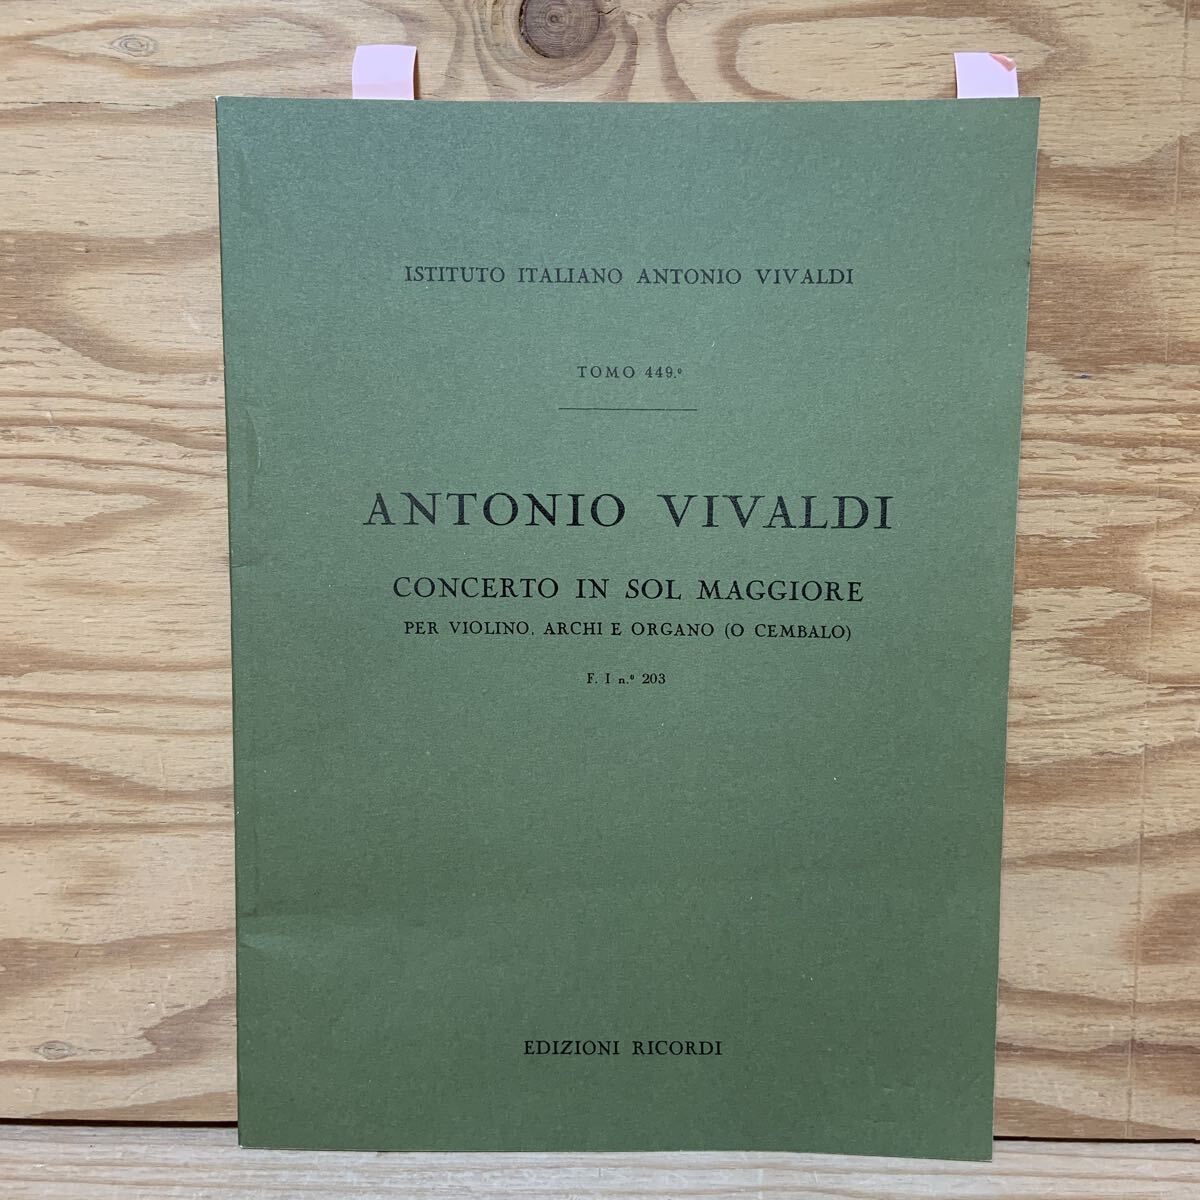 ISTITUTO ITALIANO ANTONIO VIVALDI
TOMO 449.º
ANTONIO VIVALDI
CONCERTO IN SOL MAGGIORE
PER VIOLINO, ARCHI E ORGANO (O CEMBALO)
F. I n.º 203
EDIZIONI RICORDI